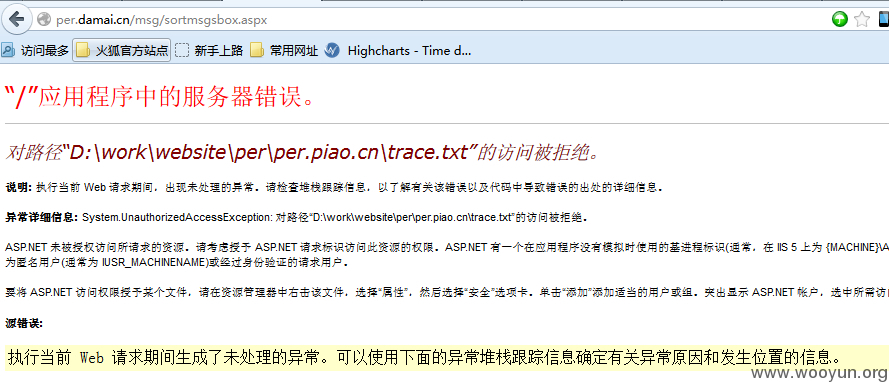 per.damai.cn/msg/sortmsgsbox.aspx
访问最多 火狐官方站点 新手上路 常用网址 Highcharts - Time d...
“/”应用程序中的服务器错误。
对路径“D:\work\website\per\per.piao.cn\trace.txt”的访问被拒绝。
说明: 执行当前 Web 请求期间，出现未处理的异常。请检查堆栈跟踪信息，以了解有关该错误以及代码中导致错误的出处的详细信息。
异常详细信息: System.UnauthorizedAccessException: 对路径“D:\work\website\per\per.piao.cn\trace.txt”的访问被拒绝。
ASP.NET 未被授权访问所请求的资源。请考虑授予 ASP.NET 请求标识访问此资源的权限。ASP.NET 有一个在应用程序没有模拟时使用的基进程标识(通常，在 IIS 5 上为 {MACHINE}\A
为匿名用户(通常为 IUSR_MACHINENAME)或经过身份验证的请求用户。
要将 ASP.NET 访问权限授予某个文件，请在资源管理器中右击该文件，选择“属性”，然后选择“安全”选项卡。单击“添加”添加适当的用户或组。突出显示 ASP.NET 帐户，选中所需访
源错误:
执行当前 Web 请求期间生成了未处理的异常。可以使用下面的异常堆栈跟踪信息确定有关异常原因和发生位置的信息。
www.wooyun.org